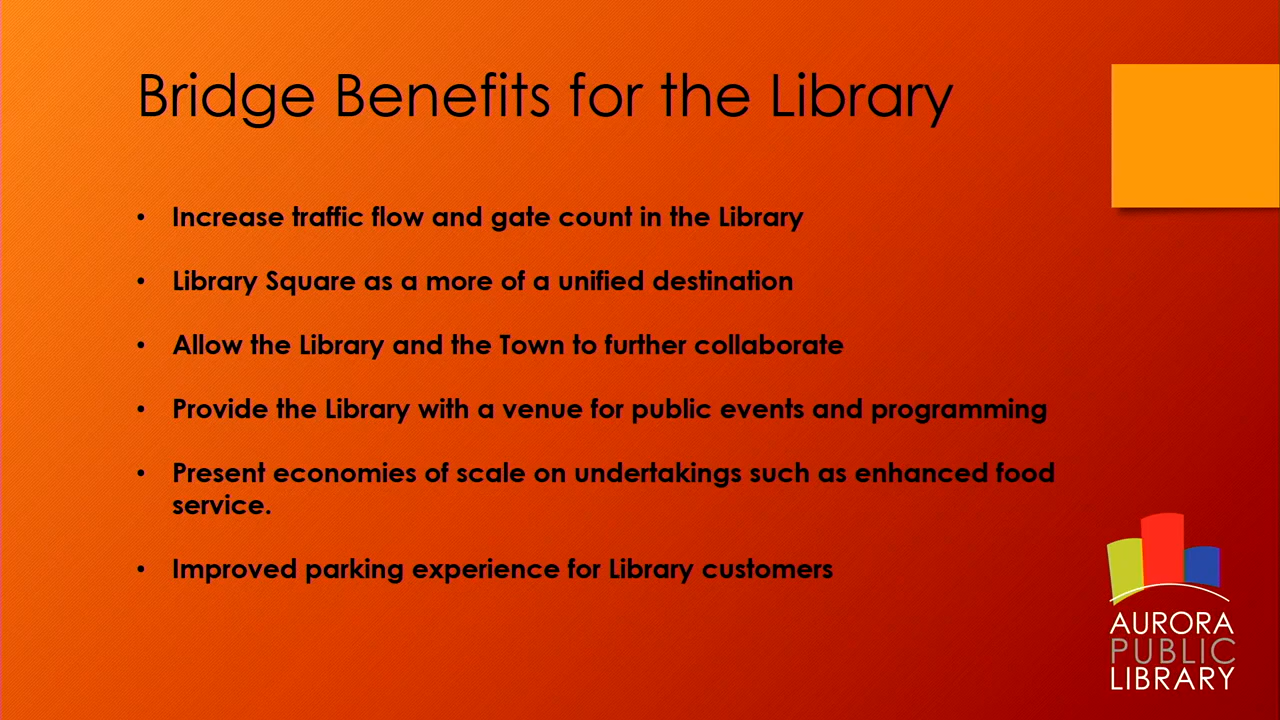 Bridge Benefits for the Library
• Increase traffic flow and gate count in the Library
• Library Square as a more of a unified destination
• Allow the Library and the Town to further collaborate
• Provide the Library with a venue for public events and programming
• Present economies of scale on undertakings such as enhanced food
service.
• Improved parking experience for Library customers
AURORA
PUBLIC
LIBRARY